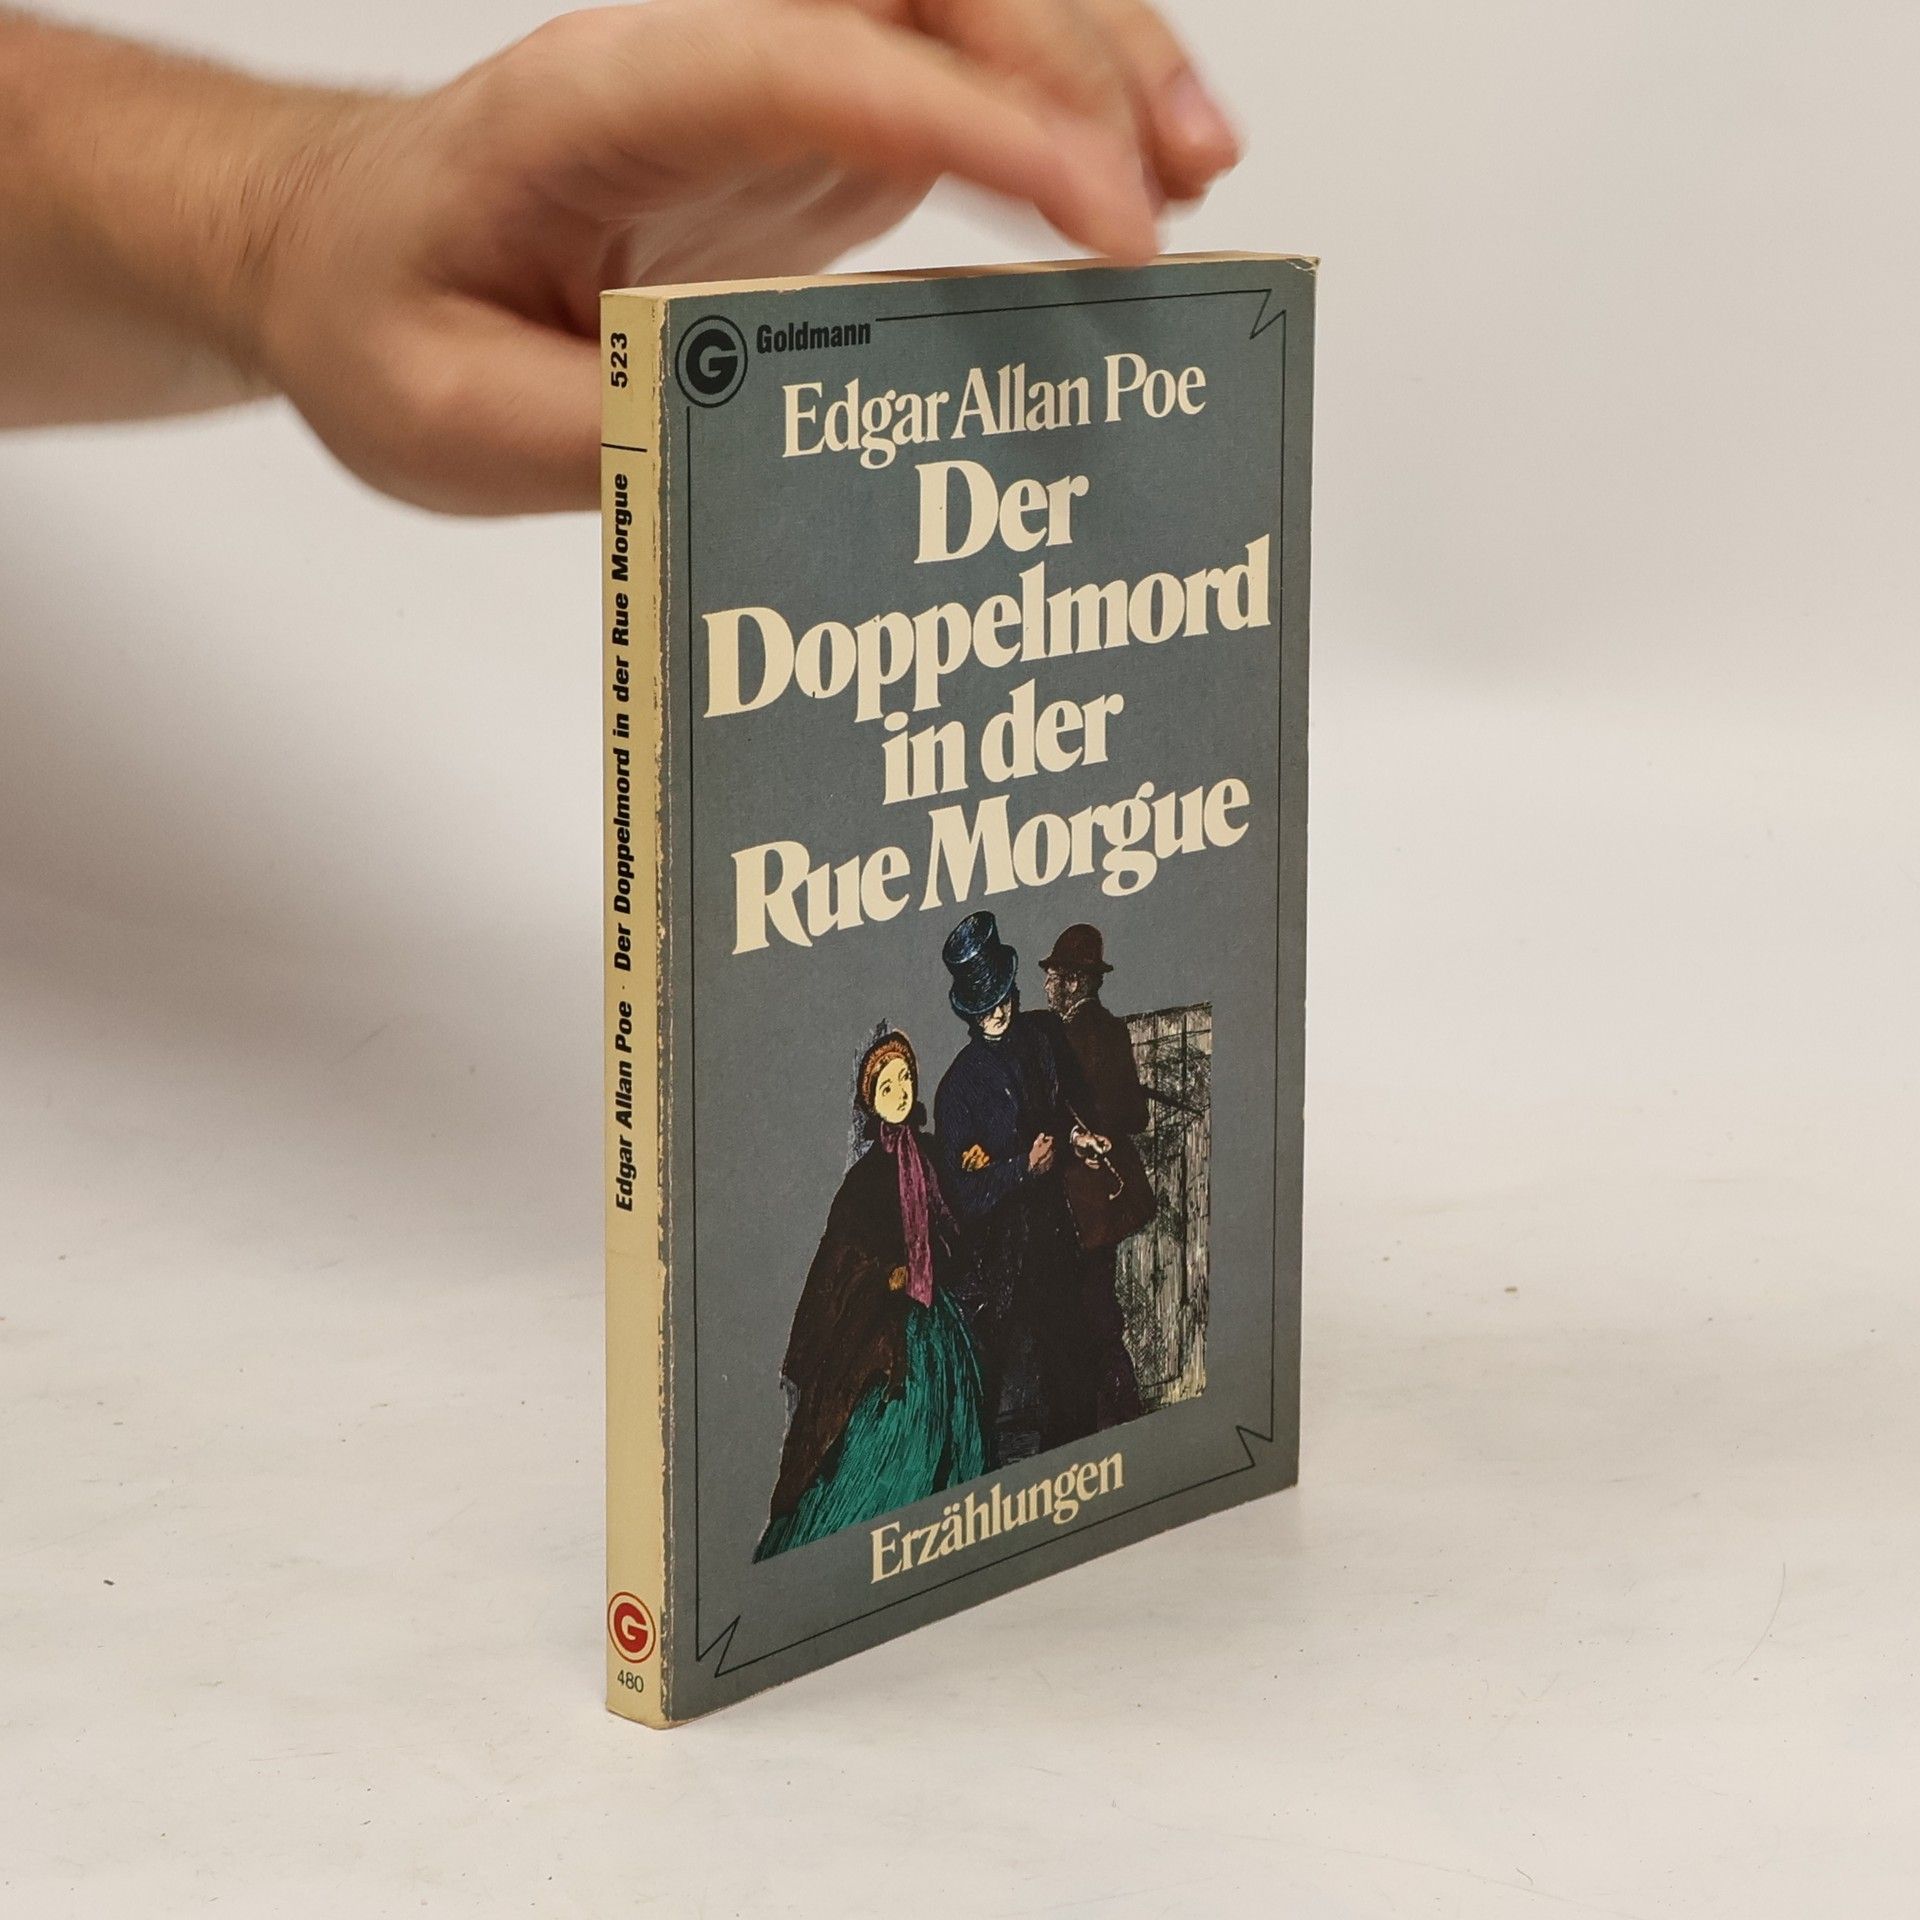 523
Edgar Allan Poe · Der Doppelmord in der Rue Morgue
G
480
G Goldmann
Edgar Allan Poe
Der
Doppelmord
in der
Rue Morgue
Erzählungen